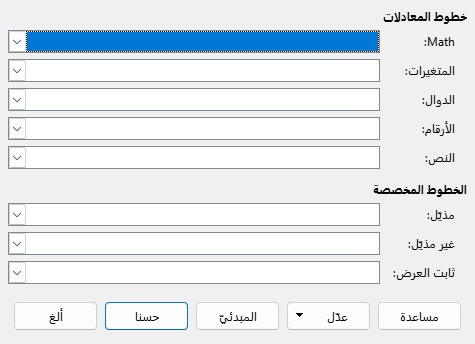 خطوط المعادلات
Math:
المتغيرات:
الدوال:
الأرقام:
النص:
الخطوط المخصصة
مذيّل:
غير مذيّل:
ثابت العرض:
مساعدة عدّل المبدئيّ حسنا ألغ